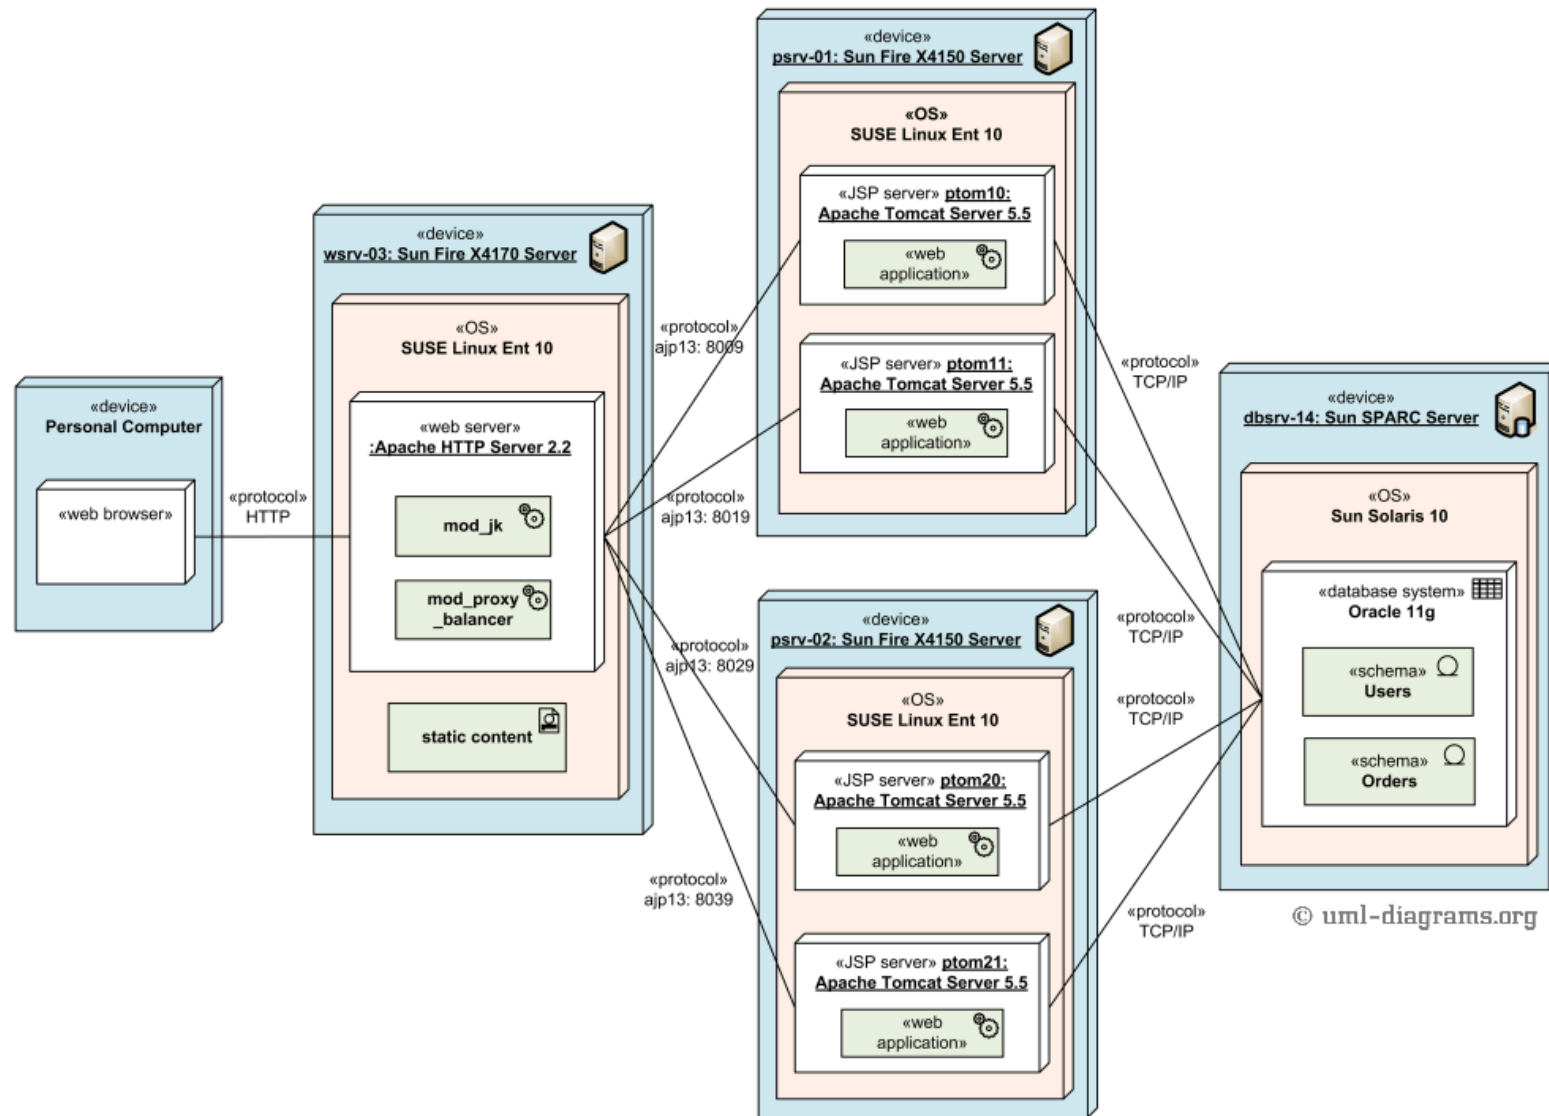 «device»
Personal Computer
«web browser»
«protocol»
HTTP
«device»
wsrv-03: Sun Fire X4170 Server
«OS»
SUSE Linux Ent 10
«web server»
:Apache HTTP Server 2.2
mod_jk
mod_proxy
_balancer
static content
«protocol»
ajp13: 8009
«protocol»
ajp13: 8019
«protocol»
ajp13: 8029
«protocol»
ajp13: 8039
«device»
psrv-01: Sun Fire X4150 Server
«OS»
SUSE Linux Ent 10
«JSP server» ptom10:
Apache Tomcat Server 5.5
«web
application»
«JSP server» ptom11:
Apache Tomcat Server 5.5
«web
application»
«device»
psrv-02: Sun Fire X4150 Server
«OS»
SUSE Linux Ent 10
«JSP server» ptom20:
Apache Tomcat Server 5.5
«web
application»
«JSP server» ptom21:
Apache Tomcat Server 5.5
«web
application»
«protocol»
TCP/IP
«protocol»
TCP/IP
«protocol»
TCP/IP
«protocol»
TCP/IP
«device»
dbsrv-14: Sun SPARC Server
«OS»
Sun Solaris 10
«database system»
Oracle 11g
«schema»
Users
«schema»
Orders
© uml-diagrams.org